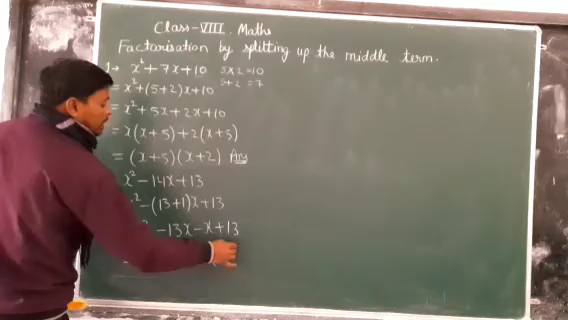 Class-VIII. Maths
Factorisation by splitting up the middle term.
1→ x²+7x+10 5×2=10
= x²+(5+2)x+10 5+2=7
= x²+5x+2x+10
= x(x+5)+2(x+5)
= (x+5)(x+2) Ans
x²-14x+13
x²-(13+1)x+13
-13x-x+13